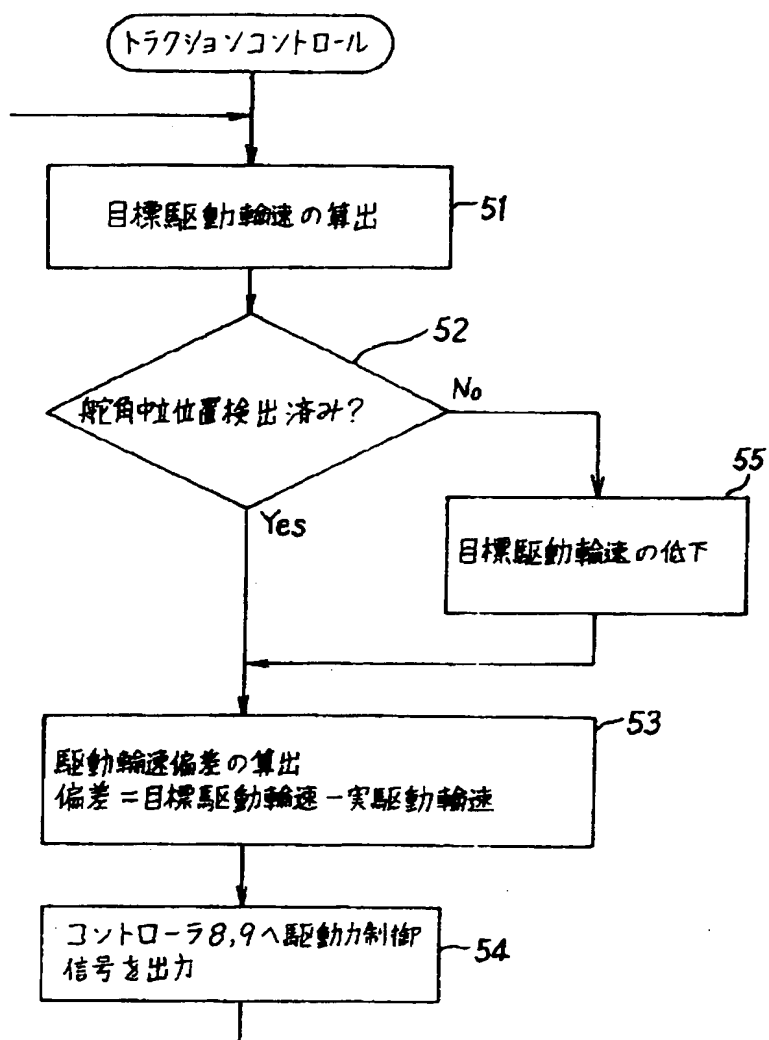 トラクションコントロール
目標駆動輪速の算出
51
52
舵角中立位置検出済み?
No
Yes
55
目標駆動輪速の低下
53
駆動輪速偏差の算出
偏差=目標駆動輪速-実駆動輪速
コントローラ8,9へ駆動力制御
信号を出力
54